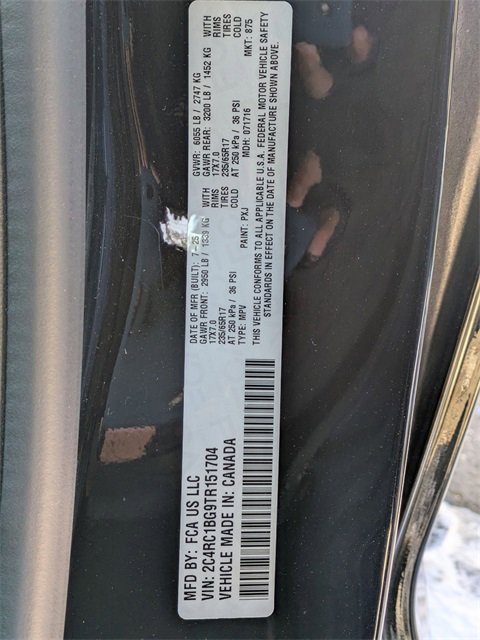 MFD BY: FCA US LLC
DATE OF MFR (BUILT): 7-25
GVWR: 6055 LB / 2747 KG
GAWR FRONT: 2950 LB / 1339 KG WITH
17X7.0 RIMS
235/65R17 TIRES
AT 250 kPa / 36 PSI COLD
GAWR REAR: 3200 LB / 1452 KG WITH
17X7.0 RIMS
235/65R17 TIRES
AT 250 kPa / 36 PSI COLD
VIN: 2C4RC1BG9TR151704
TYPE: MPV PAINT: PXJ MDH: 071716 MKT: 875
VEHICLE MADE IN: CANADA
THIS VEHICLE CONFORMS TO ALL APPLICABLE U.S.A. FEDERAL MOTOR VEHICLE SAFETY
STANDARDS IN EFFECT ON THE DATE OF MANUFACTURE SHOWN ABOVE.